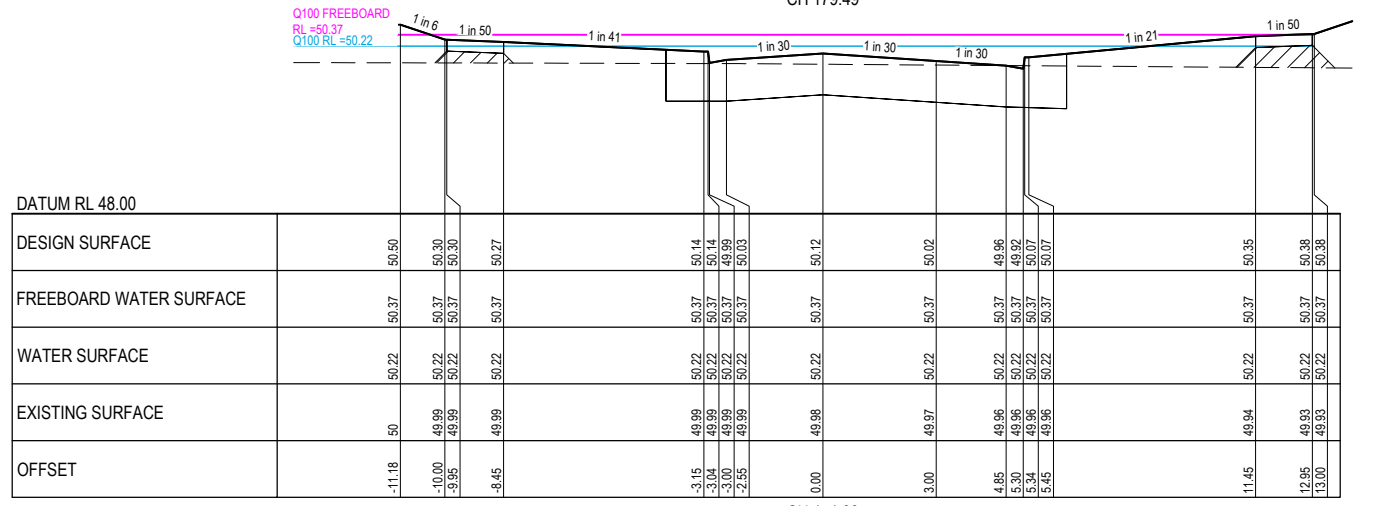 CH 179.49
Q100 FREEBOARD
RL =50.37
Q100 RL =50.22
1 in 6
1 in 50
1 in 41
1 in 30
1 in 30
1 in 30
1 in 21
1 in 50
DATUM RL 48.00
DESIGN SURFACE 50.50 50.30 50.30 50.27 50.14 50.14 49.99 50.03 50.12 50.02 49.96 49.92 50.07 50.07 50.35 50.38 50.38
FREEBOARD WATER SURFACE 50.37 50.37 50.37 50.37 50.37 50.37 50.37 50.37 50.37 50.37 50.37 50.37 50.37 50.37 50.37 50.37 50.37
WATER SURFACE 50.22 50.22 50.22 50.22 50.22 50.22 50.22 50.22 50.22 50.22 50.22 50.22 50.22 50.22 50.22 50.22 50.22
EXISTING SURFACE 50 49.99 49.99 49.99 49.99 49.99 49.99 49.99 49.98 49.97 49.96 49.96 49.96 49.96 49.94 49.93 49.93
OFFSET -11.18 -10.00 -9.95 -8.45 -3.15 -3.04 -3.00 -2.55 0.00 3.00 4.85 5.30 5.34 5.45 11.45 12.95 13.00